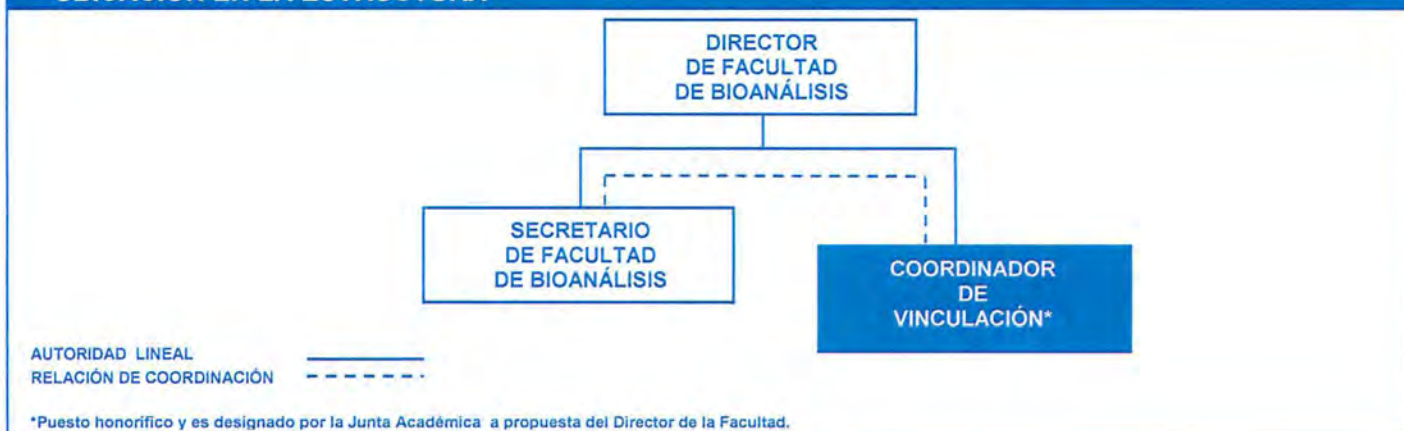 DIRECTOR
DE FACULTAD
DE BIOANÁLISIS
SECRETARIO
DE FACULTAD
DE BIOANÁLISIS
COORDINADOR
DE
VINCULACIÓN*
AUTORIDAD LINEAL
RELACIÓN DE COORDINACIÓN
*Puesto honorífico y es designado por la Junta Académica a propuesta del Director de la Facultad.